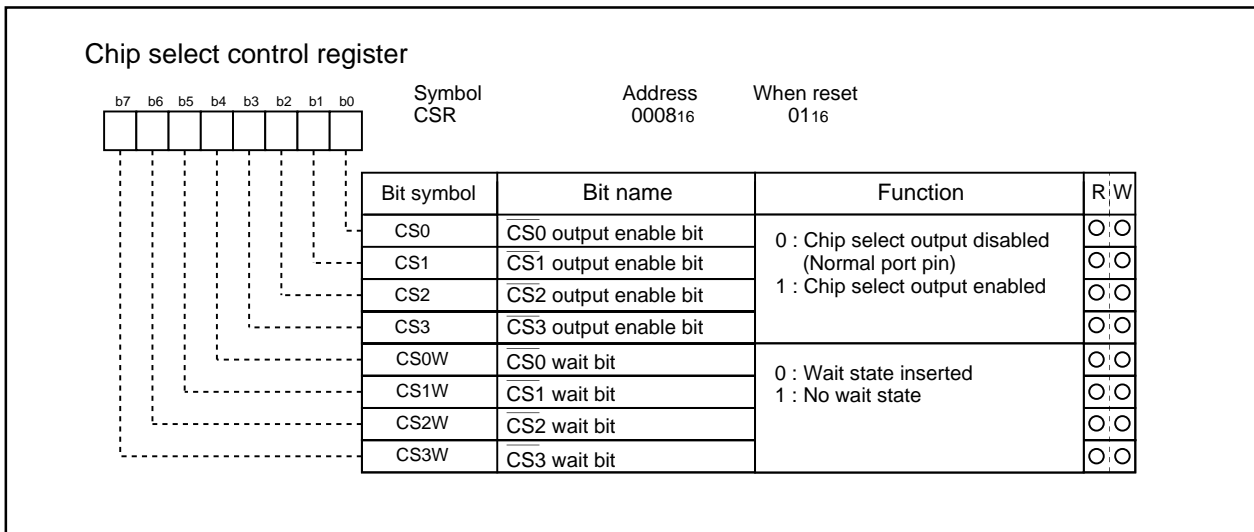 Chip select control register
Symbol Address When reset
b7 b6 b5 b4 b3 b2 b1 b0
CSR 000816 0116
Bit symbol Bit name Function R W
CS0 CS0 output enable bit 0 : Chip select output disabled
(Normal port pin)
CS1 CS1 output enable bit
1 : Chip select output enabled
CS2 CS2 output enable bit
CS3 CS3 output enable bit
CS0W CS0 wait bit 0 : Wait state inserted
CS1W CS1 wait bit 1 : No wait state
CS2W CS2 wait bit
CS3W CS3 wait bit